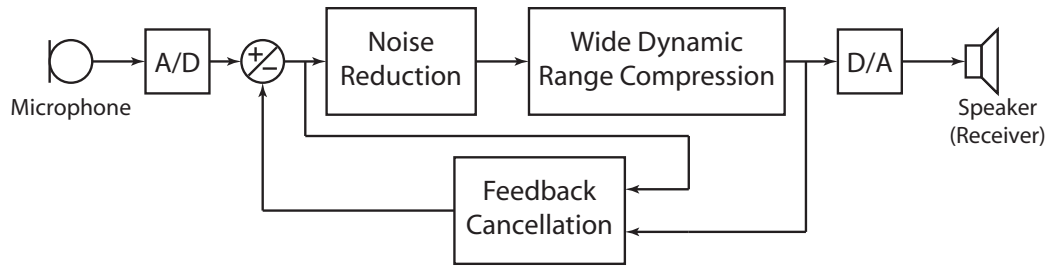 Microphone
A/D
+
−
Noise
Reduction
Wide Dynamic
Range Compression
D/A
Speaker
(Receiver)
Feedback
Cancellation